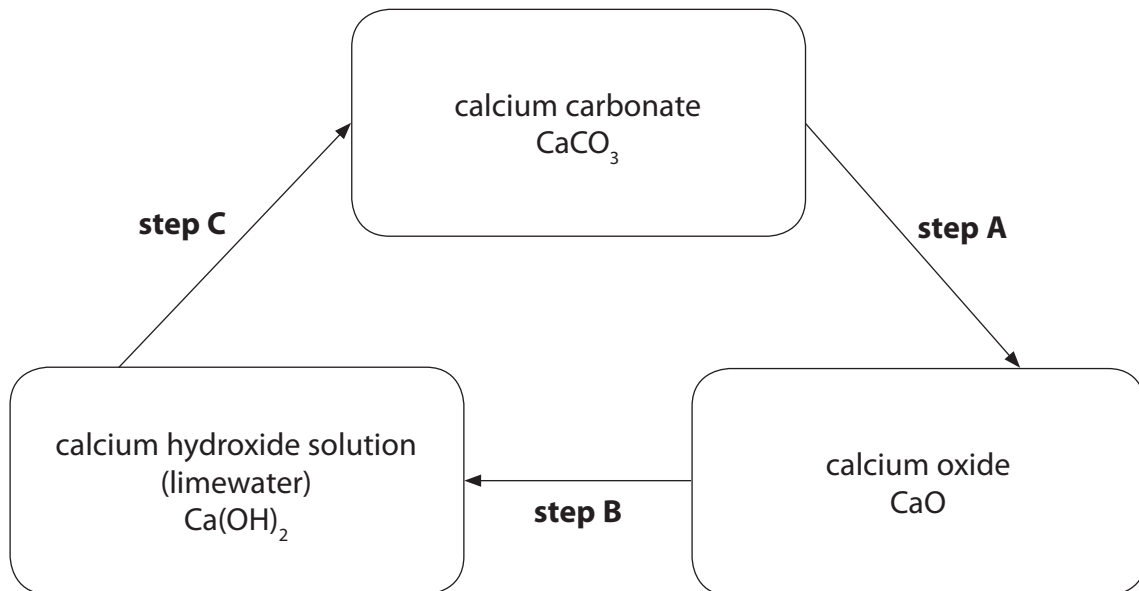 calcium carbonate
CaCO₃
step C
step A
calcium hydroxide solution
(limewater)
Ca(OH)₂
step B
calcium oxide
CaO